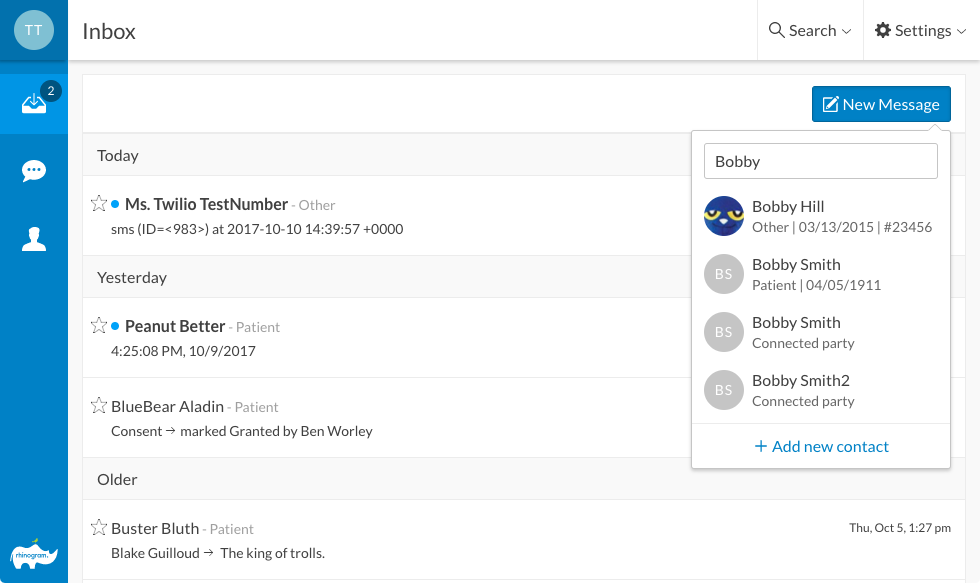 TT
Inbox
Search
Settings
2
New Message
Bobby
Bobby Hill
Other | 03/13/2015 | #23456
Bobby Smith
BS
Patient | 04/05/1911
Bobby Smith
BS
Connected party
Bobby Smith2
BS
Connected party
+ Add new contact
Today
Ms. Twilio TestNumber - Other
sms (ID=<983>) at 2017-10-10 14:39:57 +0000
Yesterday
Peanut Better - Patient
4:25:08 PM, 10/9/2017
BlueBear Aladin - Patient
Consent → marked Granted by Ben Worley
Older
Buster Bluth - Patient
Thu, Oct 5, 1:27 pm
Blake Guilloud → The king of trolls.
rhinogram